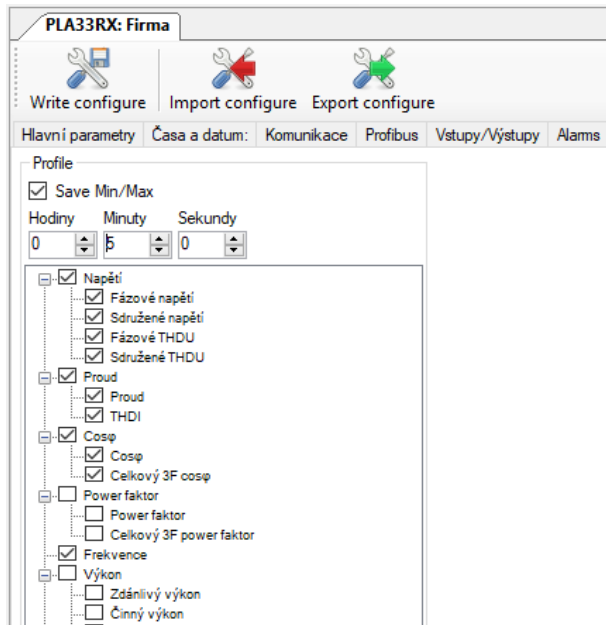 PLA33RX: Firma
Write configure Import configure Export configure
Hlavní parametry Časa a datum: Komunikace Profibus Vstupy/Výstupy Alarms
Profile
Save Min/Max
Hodiny Minuty Sekundy
0 5 0
Napětí
Fázové napětí
Sdružené napětí
Fázové THDU
Sdružené THDU
Proud
Proud
THDI
Cosφ
Cosφ
Celkový 3F cosφ
Power faktor
Power faktor
Celkový 3F power faktor
Frekvence
Výkon
Zdánlivý výkon
Činný výkon